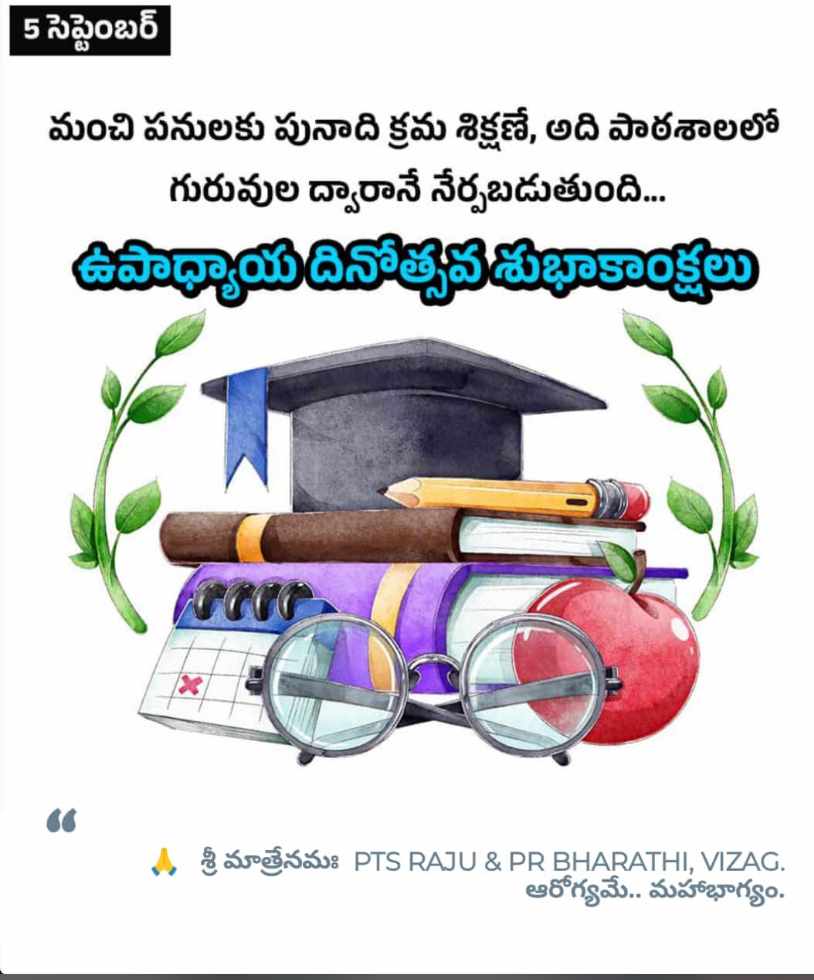 5 సెప్టెంబర్
మంచి పనులకు పునాది క్రమ శిక్షణే, అది పాఠశాలలో
గురువుల ద్వారానే నేర్పబడుతుంది...
ఉపాధ్యాయ దినోత్సవ శుభాకాంక్షలు
“
🙏 శ్రీ మాత్రేనమః PTS RAJU & PR BHARATHI, VIZAG.
ఆరోగ్యమే.. మహాభాగ్యం.